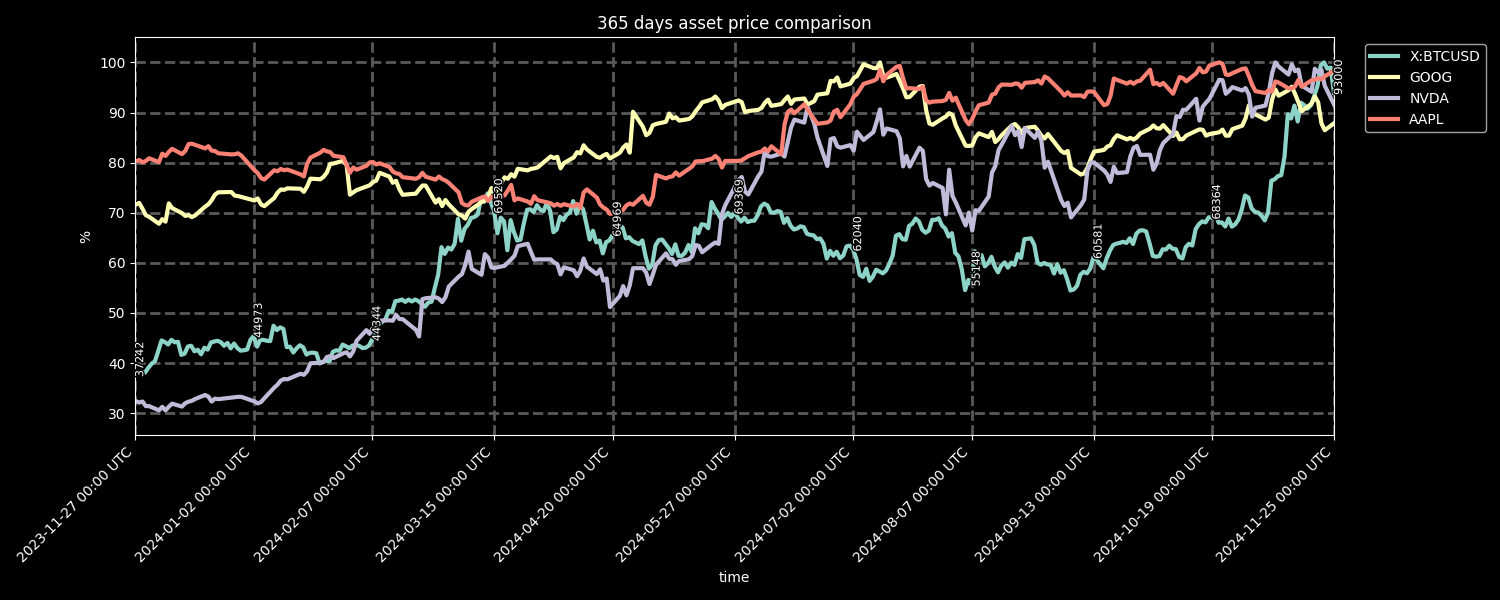 365 days asset price comparison
X:BTCUSD
GOOG
NVDA
AAPL
%
100
90
80
70
60
50
40
30
37242
44973
44344
69520
64969
69369
62040
55148
60581
68364
93000
2023-11-27 00:00 UTC
2024-01-02 00:00 UTC
2024-02-07 00:00 UTC
2024-03-15 00:00 UTC
2024-04-20 00:00 UTC
2024-05-27 00:00 UTC
2024-07-02 00:00 UTC
2024-08-07 00:00 UTC
2024-09-13 00:00 UTC
2024-10-19 00:00 UTC
2024-11-25 00:00 UTC
time